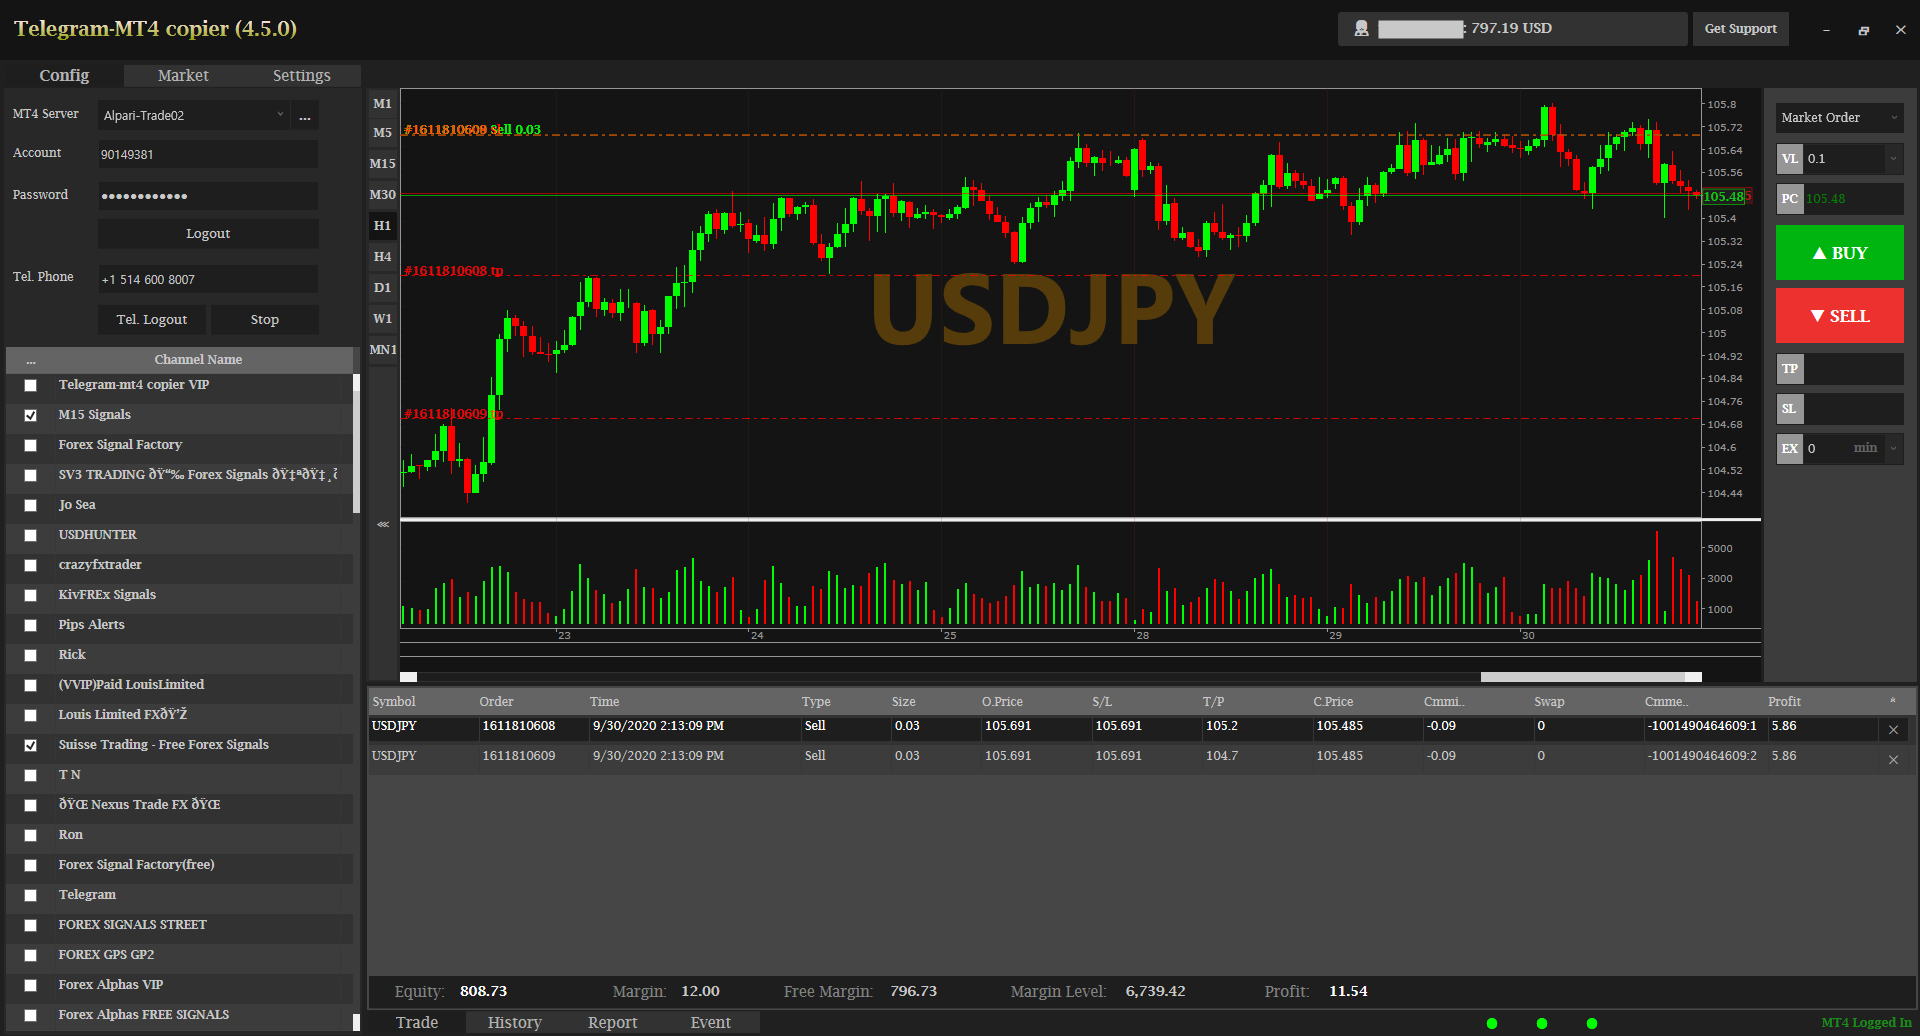 Telegram-MT4 copier (4.5.0)
: 797.19 USD
Get Support
Config Market Settings
MT4 Server Alpari-Trade02 ...
Account 90149381
Password ••••••••••••
Logout
Tel. Phone +1 514 600 8007
Tel. Logout Stop
... Channel Name
Telegram-mt4 copier VIP
M15 Signals
Forex Signal Factory
SV3 TRADING ðŸ“‰ Forex Signals ðŸ‡ªðŸ‡¸
Jo Sea
USDHUNTER
crazyfxtrader
KivFREx Signals
Pips Alerts
Rick
(VVIP)Paid LouisLimited
Louis Limited FXðŸ’Ž
Suisse Trading - Free Forex Signals
T N
ðŸŒ Nexus Trade FX ðŸŒ
Ron
Forex Signal Factory(free)
Telegram
FOREX SIGNALS STREET
FOREX GPS GP2
Forex Alphas VIP
Forex Alphas FREE SIGNALS
M1
M5
M15
M30
H1
H4
D1
W1
MN1
#1611810609 Sell 0.03
#1611810608 tp
#1611810609 tp
USDJPY
105.8
105.72
105.64
105.56
105.48
105.4
105.32
105.24
105.16
105.08
105
104.92
104.84
104.76
104.68
104.6
104.52
104.44
5000
3000
1000
23 24 25 28 29 30
Market Order
VL 0.1
PC 105.48
▲ BUY
▼ SELL
TP
SL
EX 0 min
Symbol Order Time Type Size O.Price S/L T/P C.Price Cmmi.. Swap Cmme.. Profit
USDJPY 1611810608 9/30/2020 2:13:09 PM Sell 0.03 105.691 105.691 105.2 105.485 -0.09 0 -1001490464609:1 5.86
USDJPY 1611810609 9/30/2020 2:13:09 PM Sell 0.03 105.691 105.691 104.7 105.485 -0.09 0 -1001490464609:2 5.86
Equity: 808.73 Margin: 12.00 Free Margin: 796.73 Margin Level: 6,739.42 Profit: 11.54
Trade History Report Event
MT4 Logged In